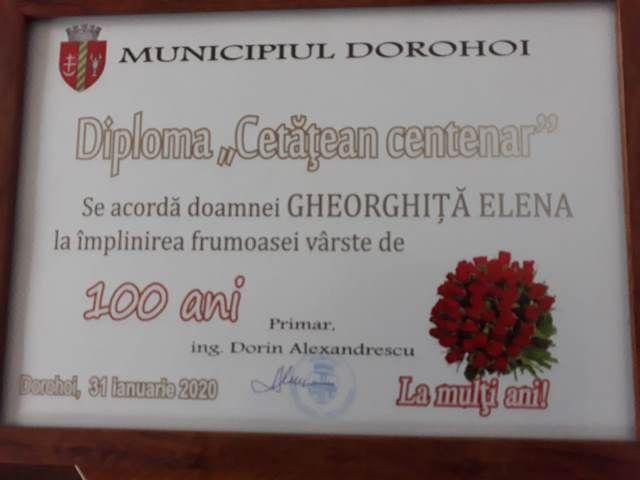 MUNICIPIUL DOROHOI
Diploma „Cetăţean centenar”
Se acordă doamnei GHEORGHIȚĂ ELENA
la împlinirea frumoasei vârste de
100 ani
Primar,
ing. Dorin Alexandrescu
Dorohoi, 31 ianuarie 2020
La mulţi ani!